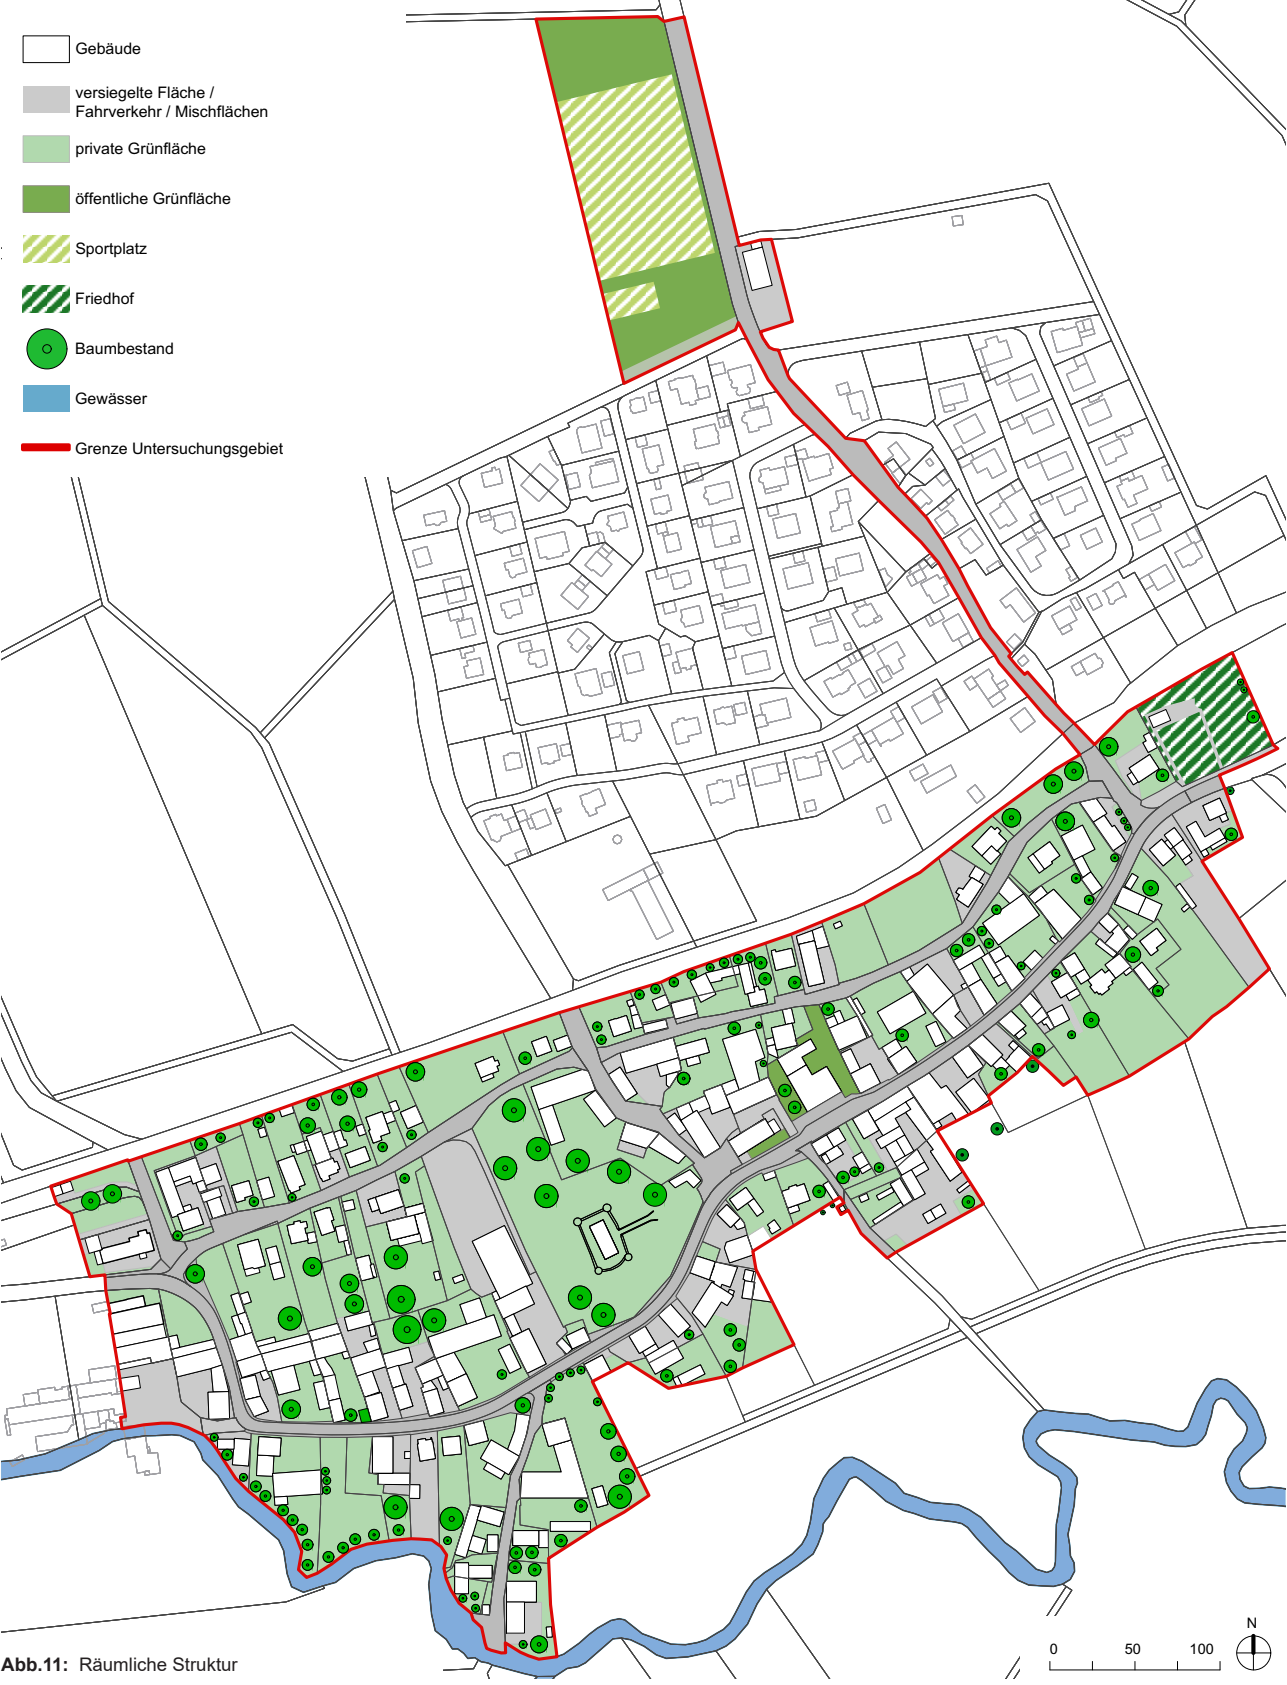 Gebäude
versiegelte Fläche /
Fahrverkehr / Mischflächen
private Grünfläche
öffentliche Grünfläche
Sportplatz
Friedhof
Baumbestand
Gewässer
Grenze Untersuchungsgebiet
N
0 50 100
Abb.11: Räumliche Struktur